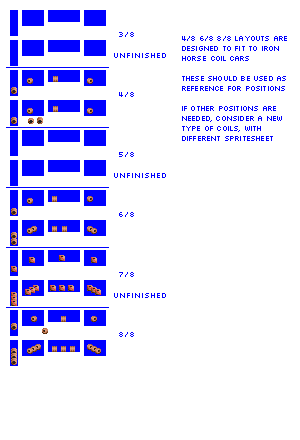 3/8
UNFINISHED
4/8
5/8
UNFINISHED
6/8
7/8
UNFINISHED
8/8
4/8 6/8 8/8 LAYOUTS ARE
DESIGNED TO FIT TO IRON
HORSE COIL CARS
THESE SHOULD BE USED AS
REFERENCE FOR POSITIONS
IF OTHER POSITIONS ARE
NEEDED, CONSIDER A NEW
TYPE OF COILS, WITH
DIFFERENT SPRITESHEET